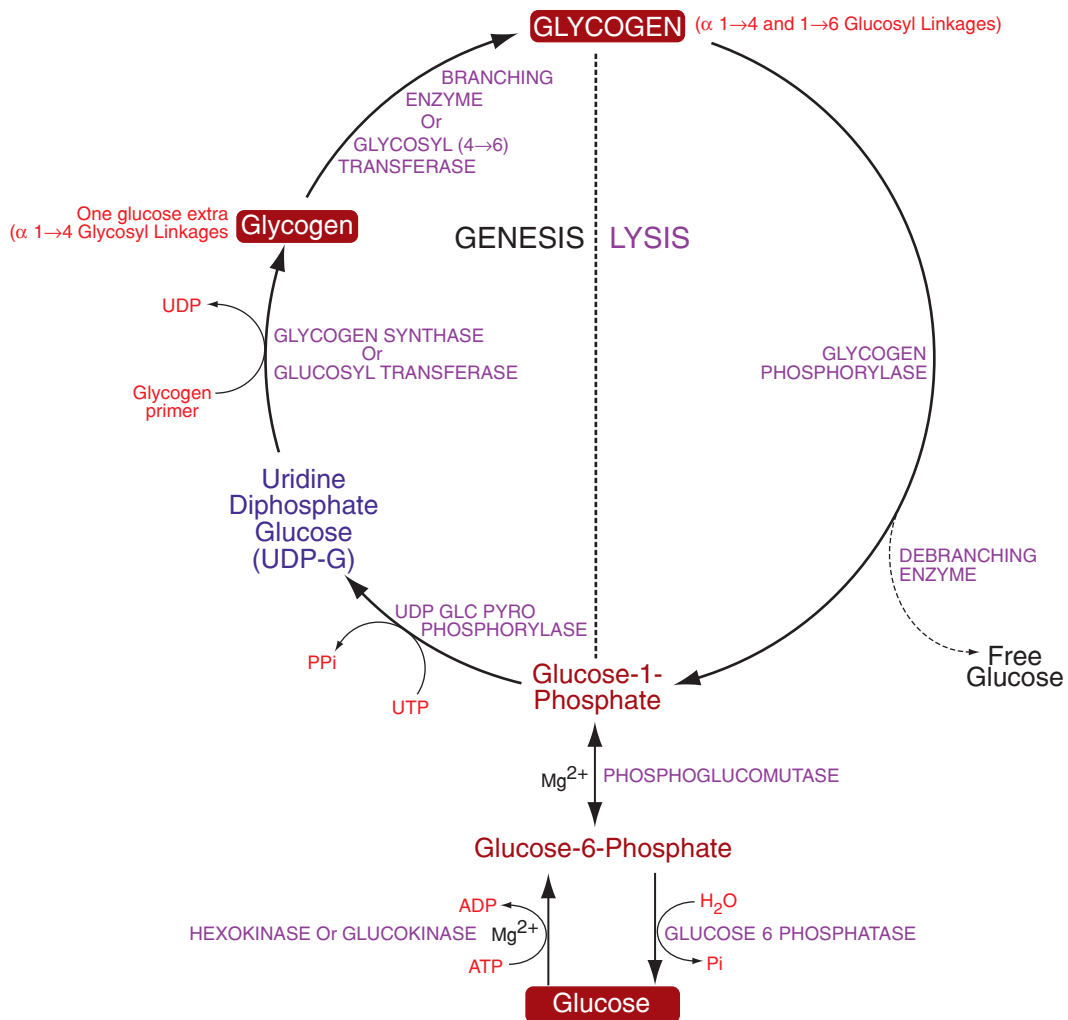 GLYCOGEN (α 1→4 and 1→6 Glucosyl Linkages)
BRANCHING
ENZYME
Or
GLYCOSYL (4→6)
TRANSFERASE
One glucose extra
(α 1→4 Glycosyl Linkages
Glycogen
GENESIS LYSIS
UDP
GLYCOGEN SYNTHASE
Or
GLUCOSYL TRANSFERASE
Glycogen
primer
GLYCOGEN
PHOSPHORYLASE
Uridine
Diphosphate
Glucose
(UDP-G)
DEBRANCHING
ENZYME
Free
Glucose
UDP GLC PYRO
PHOSPHORYLASE
PPi
UTP
Glucose-1-
Phosphate
Mg2+ PHOSPHOGLUCOMUTASE
Glucose-6-Phosphate
ADP
HEXOKINASE Or GLUCOKINASE Mg2+
ATP
H2O
GLUCOSE 6 PHOSPHATASE
Pi
Glucose